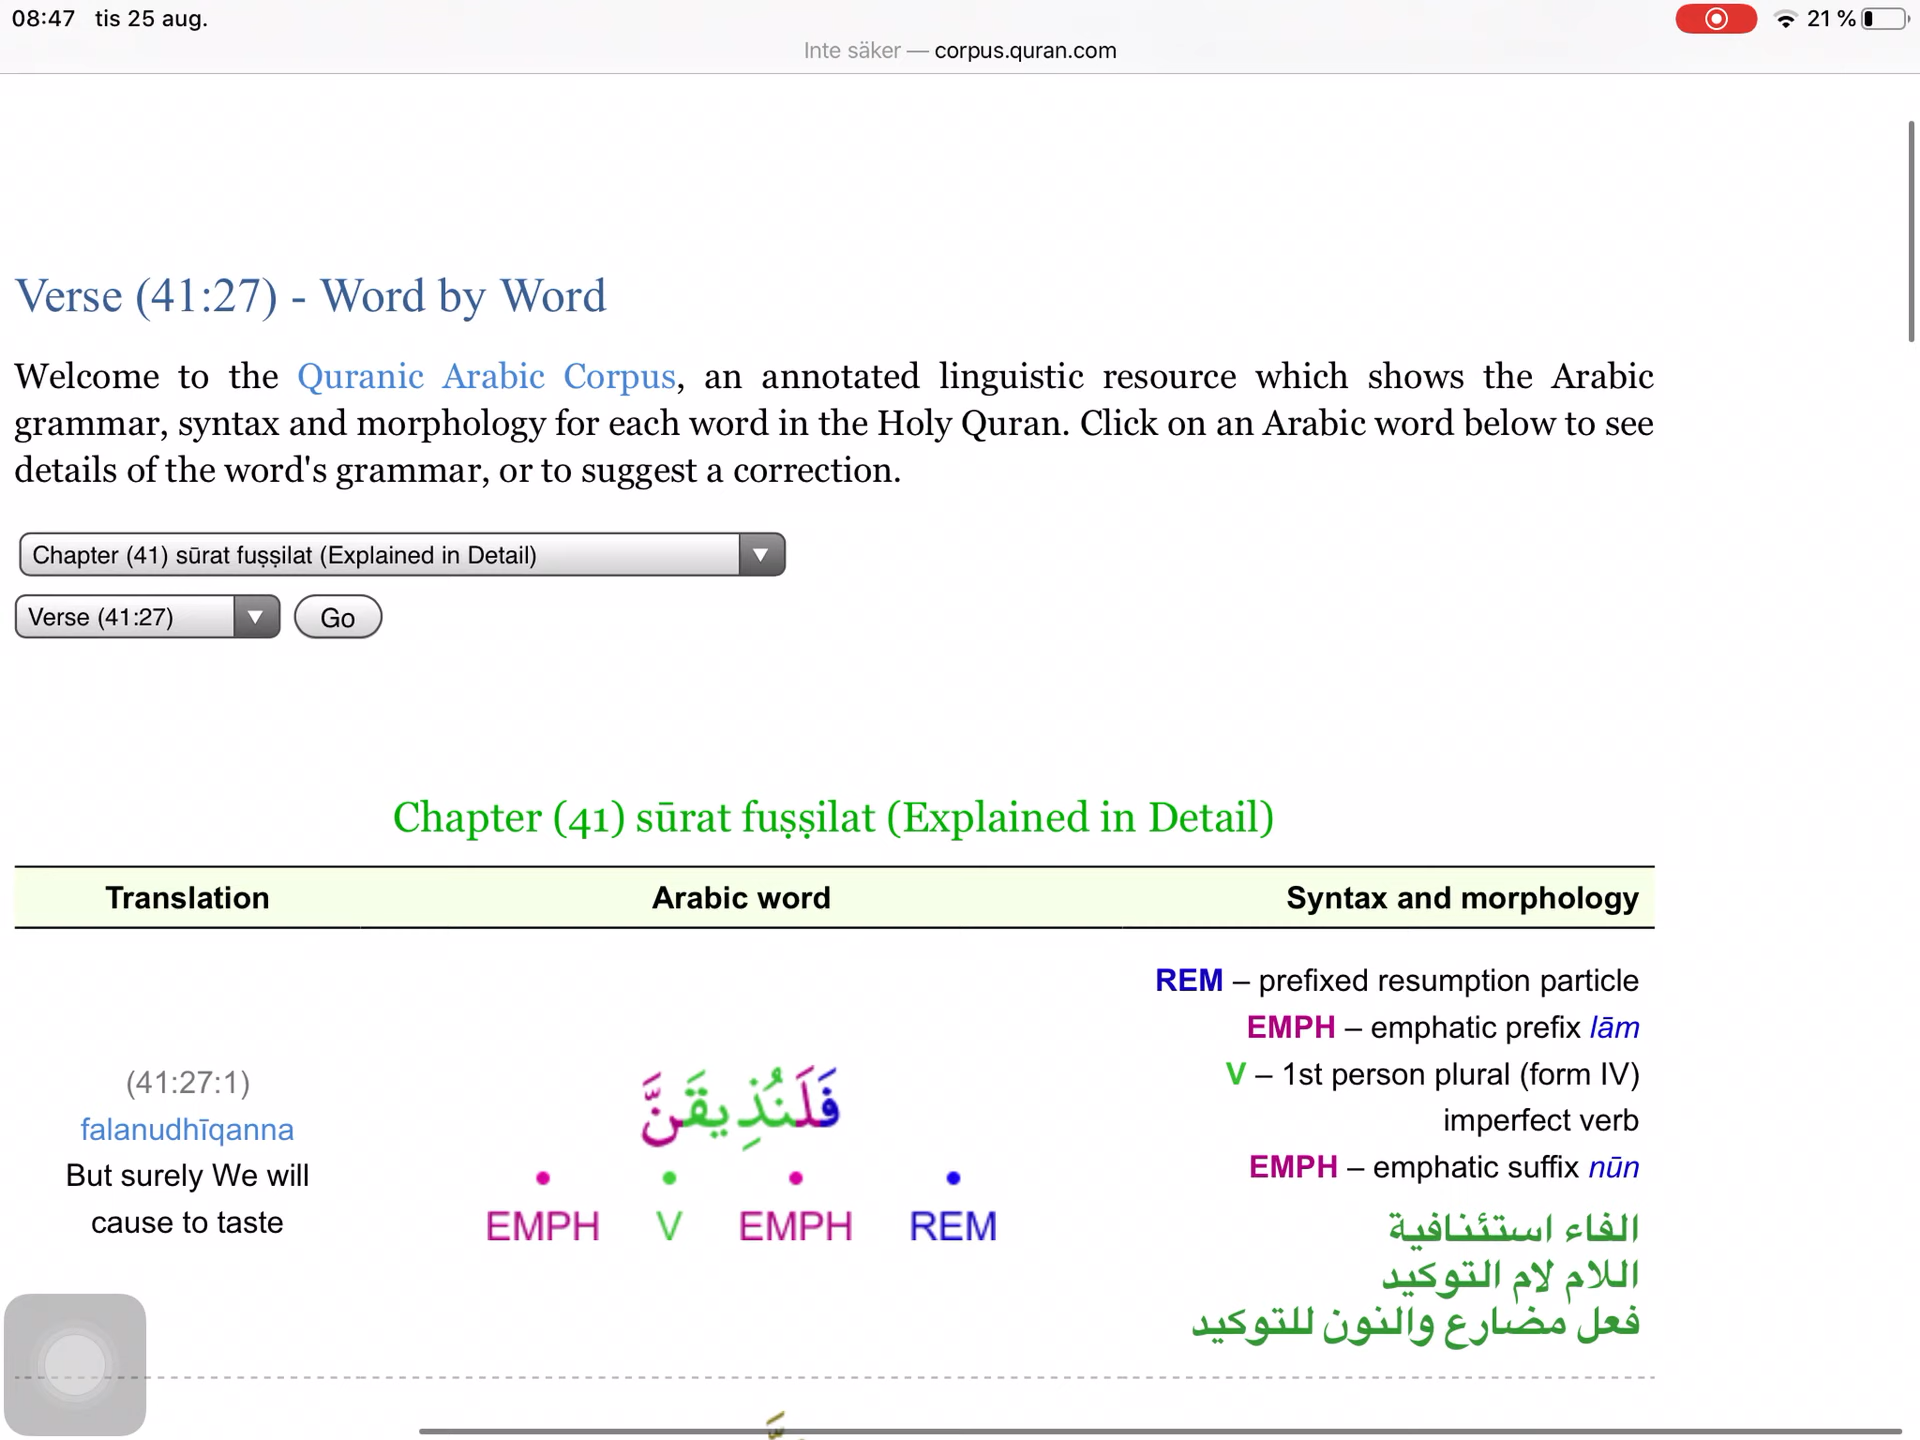 08:47 tis 25 aug.
21 %
Inte säker — corpus.quran.com
Verse (41:27) - Word by Word
Welcome to the Quranic Arabic Corpus, an annotated linguistic resource which shows the Arabic
grammar, syntax and morphology for each word in the Holy Quran. Click on an Arabic word below to see
details of the word's grammar, or to suggest a correction.
Chapter (41) sūrat fuṣṣilat (Explained in Detail)
Verse (41:27) Go
Chapter (41) sūrat fuṣṣilat (Explained in Detail)
Translation Arabic word Syntax and morphology
(41:27:1)
falanudhīqanna
But surely We will
cause to taste
فَلَنُذِيقَنَّ
EMPH V EMPH REM
REM – prefixed resumption particle
EMPH – emphatic prefix lām
V – 1st person plural (form IV)
imperfect verb
EMPH – emphatic suffix nūn
الفاء استئنافية
اللام لام التوكيد
فعل مضارع والنون للتوكيد